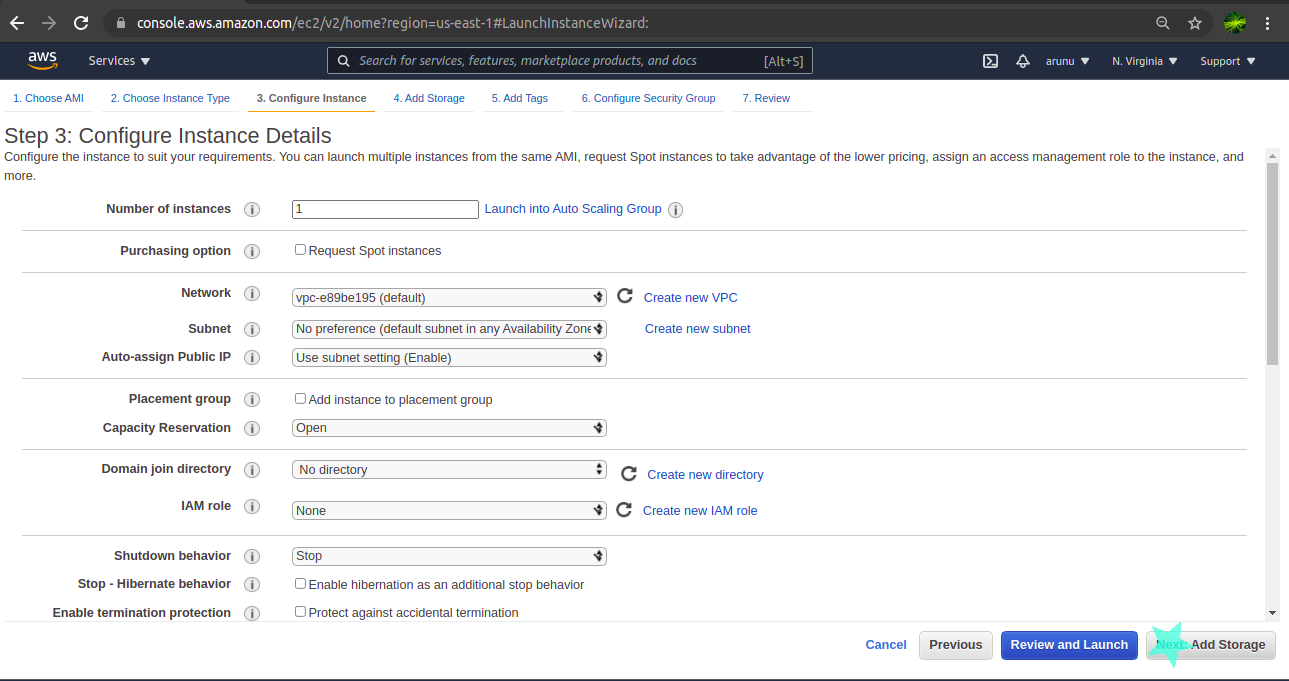 console.aws.amazon.com/ec2/v2/home?region=us-east-1#LaunchInstanceWizard:
aws Services Search for services, features, marketplace products, and docs [Alt+S] arunu N. Virginia Support
1. Choose AMI 2. Choose Instance Type 3. Configure Instance 4. Add Storage 5. Add Tags 6. Configure Security Group 7. Review
Step 3: Configure Instance Details
Configure the instance to suit your requirements. You can launch multiple instances from the same AMI, request Spot instances to take advantage of the lower pricing, assign an access management role to the instance, and
more.
Number of instances i 1 Launch into Auto Scaling Group i
Purchasing option i Request Spot instances
Network i vpc-e89be195 (default) Create new VPC
Subnet i No preference (default subnet in any Availability Zone Create new subnet
Auto-assign Public IP i Use subnet setting (Enable)
Placement group i Add instance to placement group
Capacity Reservation i Open
Domain join directory i No directory Create new directory
IAM role i None Create new IAM role
Shutdown behavior i Stop
Stop - Hibernate behavior i Enable hibernation as an additional stop behavior
Enable termination protection i Protect against accidental termination
Cancel Previous Review and Launch Next: Add Storage